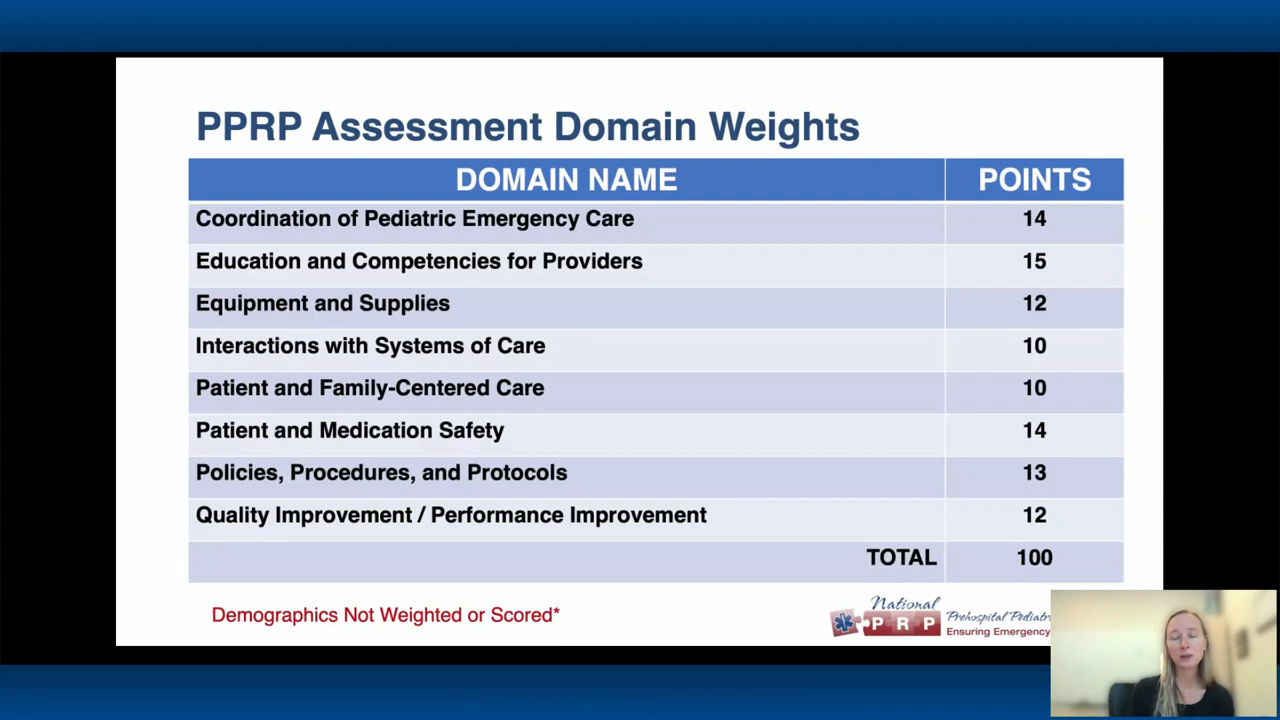 PPRP Assessment Domain Weights
DOMAIN NAME POINTS
Coordination of Pediatric Emergency Care 14
Education and Competencies for Providers 15
Equipment and Supplies 12
Interactions with Systems of Care 10
Patient and Family-Centered Care 10
Patient and Medication Safety 14
Policies, Procedures, and Protocols 13
Quality Improvement / Performance Improvement 12
TOTAL 100
Demographics Not Weighted or Scored*
National
PRP
Prehospital
Ensuring Emergency